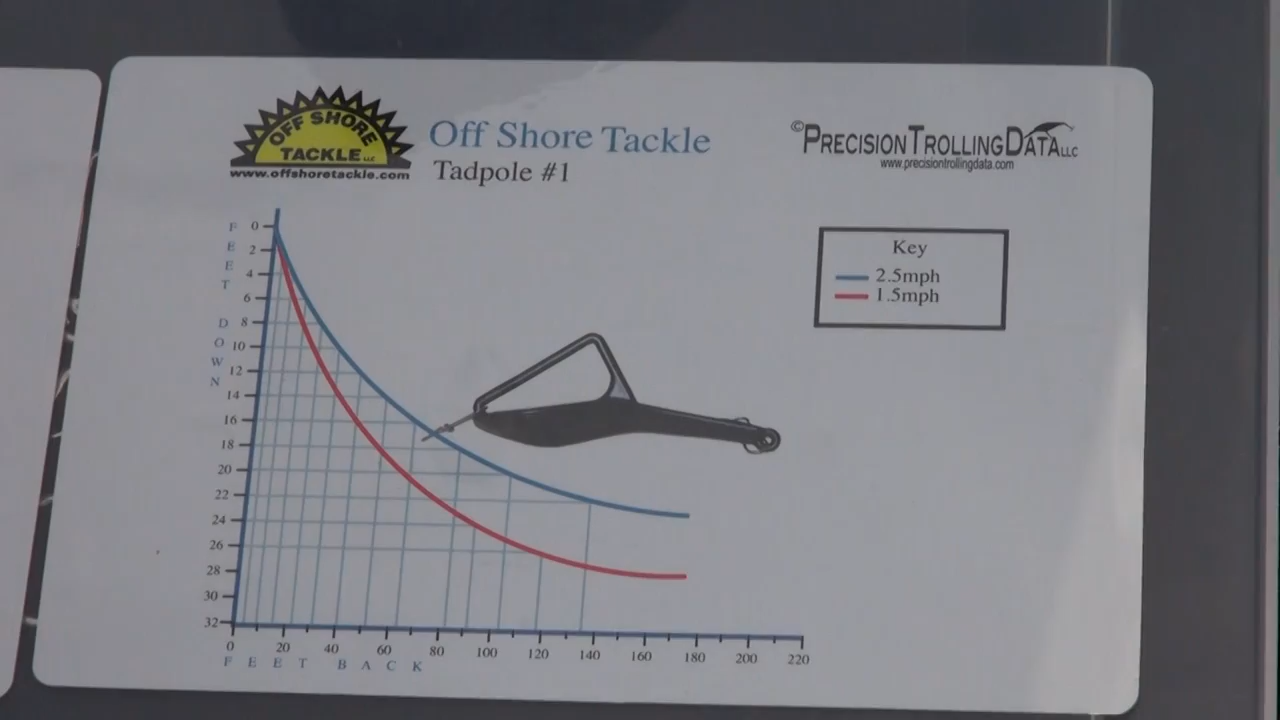 OFF SHORE
TACKLE LLC
www.offshoretackle.com
Off Shore Tackle
Tadpole #1
©PRECISIONTROLLINGDATA LLC
www.precisiontrollingdata.com
Key
2.5mph
1.5mph
FEET DOWN
0
2
4
6
8
10
12
14
16
18
20
22
24
26
28
30
32
0 20 40 60 80 100 120 140 160 180 200 220
FEET BACK